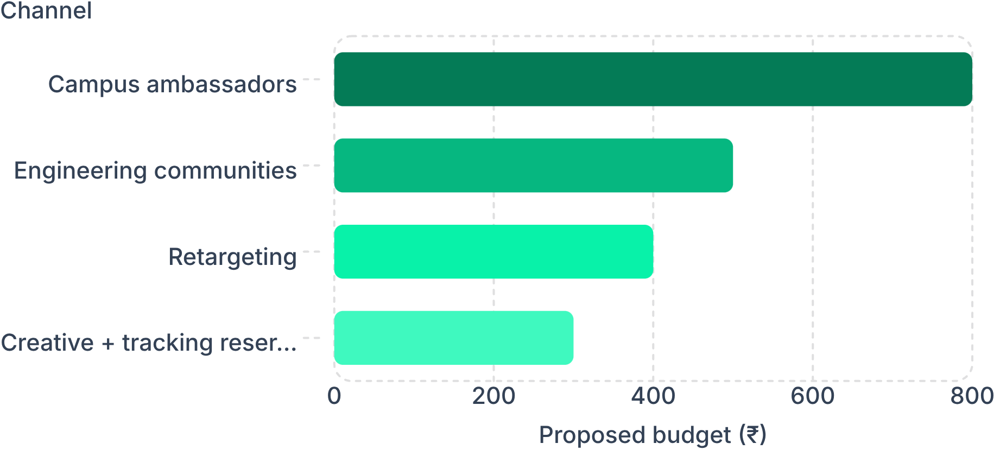 Channel
Campus ambassadors
Engineering communities
Retargeting
Creative + tracking reser...
0 200 400 600 800
Proposed budget (₹)